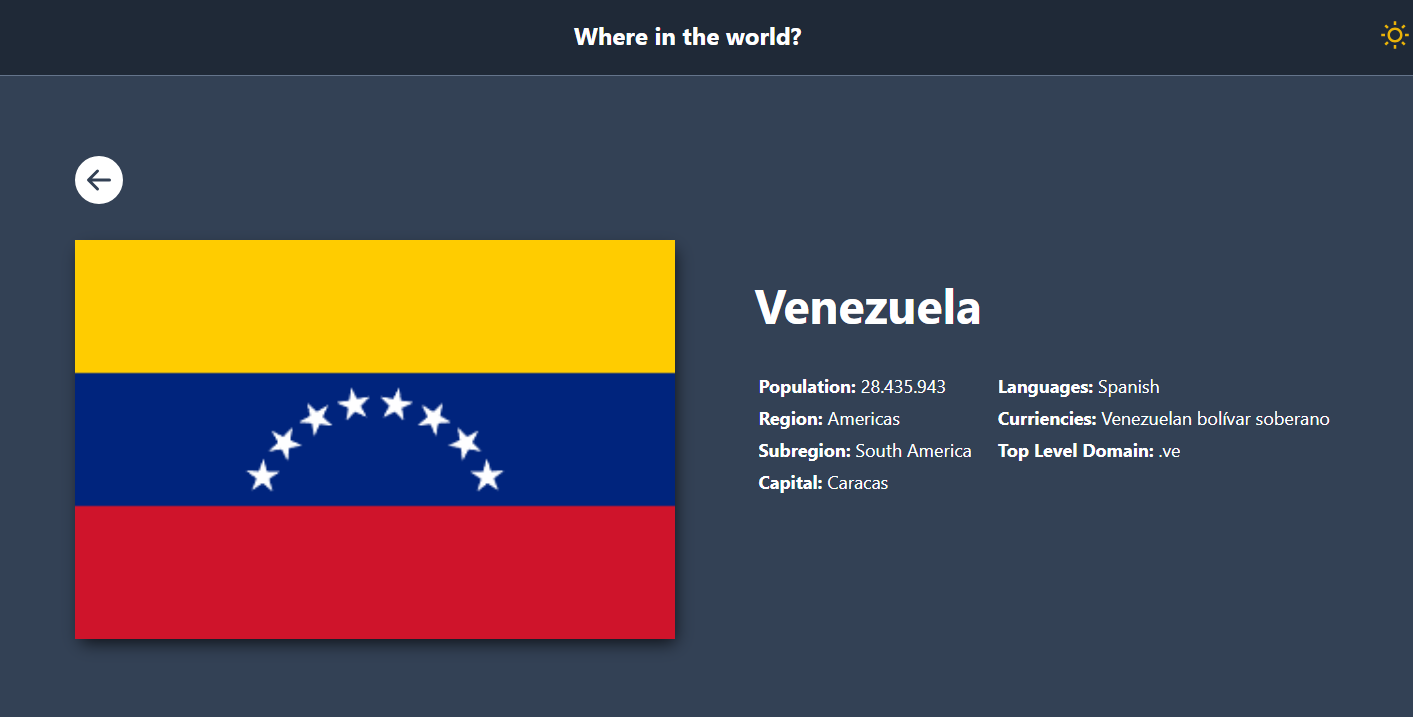 Where in the world?
Venezuela
Population: 28.435.943
Region: Americas
Subregion: South America
Capital: Caracas
Languages: Spanish
Curriencies: Venezuelan bolívar soberano
Top Level Domain: .ve